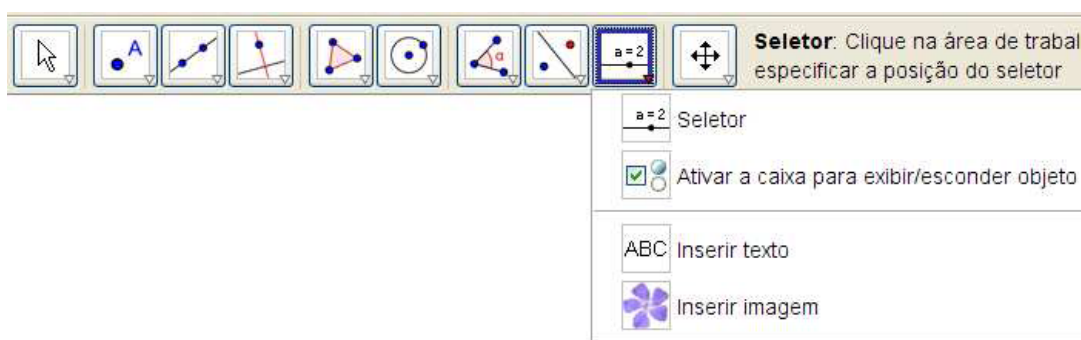 A
α
a=2
Seletor: Clique na área de trabal
especificar a posição do seletor
a=2 Seletor
Ativar a caixa para exibir/esconder objeto
ABC Inserir texto
Inserir imagem